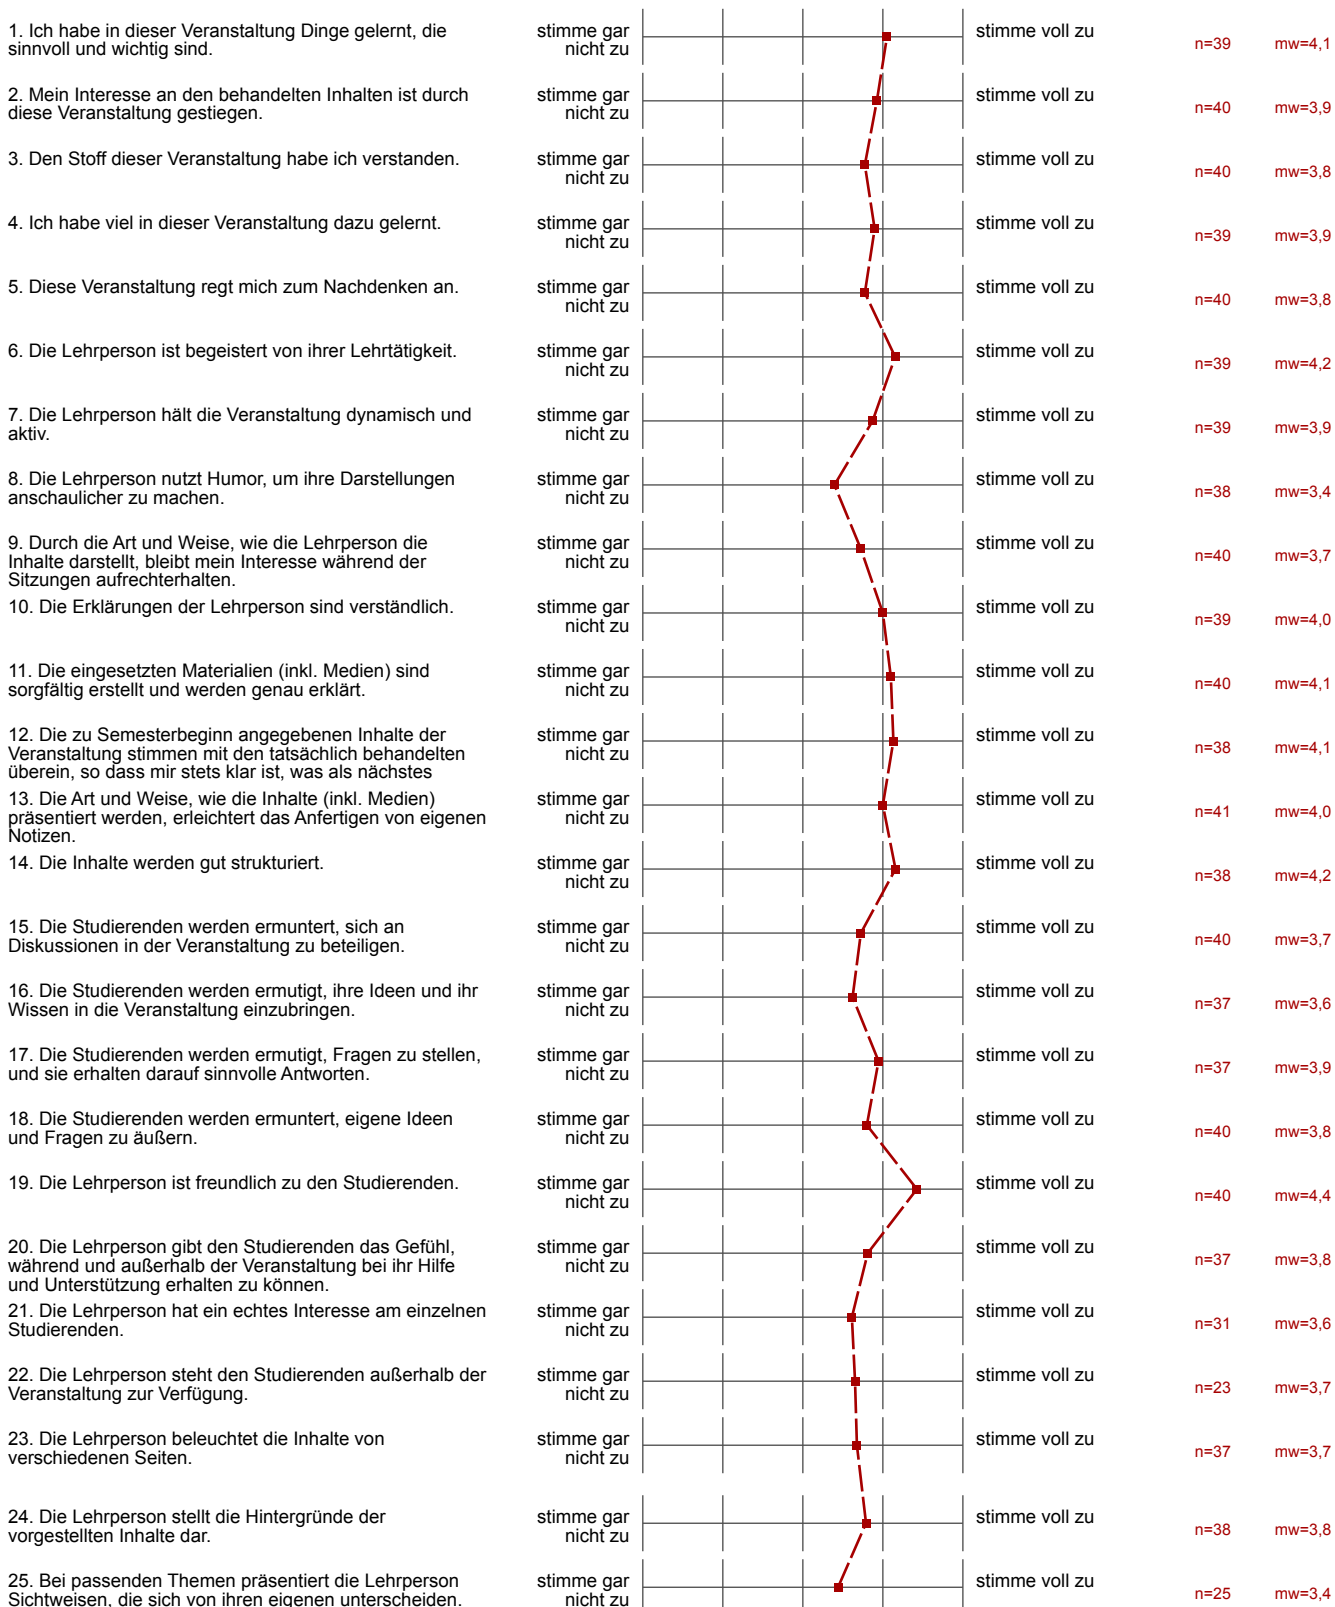 1. Ich habe in dieser Veranstaltung Dinge gelernt, die
sinnvoll und wichtig sind.
stimme gar
nicht zu
stimme voll zu
n=39
mw=4,1
2. Mein Interesse an den behandelten Inhalten ist durch
diese Veranstaltung gestiegen.
stimme gar
nicht zu
stimme voll zu
n=40
mw=3,9
3. Den Stoff dieser Veranstaltung habe ich verstanden.
stimme gar
nicht zu
stimme voll zu
n=40
mw=3,8
4. Ich habe viel in dieser Veranstaltung dazu gelernt.
stimme gar
nicht zu
stimme voll zu
n=39
mw=3,9
5. Diese Veranstaltung regt mich zum Nachdenken an.
stimme gar
nicht zu
stimme voll zu
n=40
mw=3,8
6. Die Lehrperson ist begeistert von ihrer Lehrtätigkeit.
stimme gar
nicht zu
stimme voll zu
n=39
mw=4,2
7. Die Lehrperson hält die Veranstaltung dynamisch und
aktiv.
stimme gar
nicht zu
stimme voll zu
n=39
mw=3,9
8. Die Lehrperson nutzt Humor, um ihre Darstellungen
anschaulicher zu machen.
stimme gar
nicht zu
stimme voll zu
n=38
mw=3,4
9. Durch die Art und Weise, wie die Lehrperson die
Inhalte darstellt, bleibt mein Interesse während der
Sitzungen aufrechterhalten.
stimme gar
nicht zu
stimme voll zu
n=40
mw=3,7
10. Die Erklärungen der Lehrperson sind verständlich.
stimme gar
nicht zu
stimme voll zu
n=39
mw=4,0
11. Die eingesetzten Materialien (inkl. Medien) sind
sorgfältig erstellt und werden genau erklärt.
stimme gar
nicht zu
stimme voll zu
n=40
mw=4,1
12. Die zu Semesterbeginn angegebenen Inhalte der
Veranstaltung stimmen mit den tatsächlich behandelten
überein, so dass mir stets klar ist, was als nächstes
stimme gar
nicht zu
stimme voll zu
n=38
mw=4,1
13. Die Art und Weise, wie die Inhalte (inkl. Medien)
präsentiert werden, erleichtert das Anfertigen von eigenen
Notizen.
stimme gar
nicht zu
stimme voll zu
n=41
mw=4,0
14. Die Inhalte werden gut strukturiert.
stimme gar
nicht zu
stimme voll zu
n=38
mw=4,2
15. Die Studierenden werden ermuntert, sich an
Diskussionen in der Veranstaltung zu beteiligen.
stimme gar
nicht zu
stimme voll zu
n=40
mw=3,7
16. Die Studierenden werden ermutigt, ihre Ideen und ihr
Wissen in die Veranstaltung einzubringen.
stimme gar
nicht zu
stimme voll zu
n=37
mw=3,6
17. Die Studierenden werden ermutigt, Fragen zu stellen,
und sie erhalten darauf sinnvolle Antworten.
stimme gar
nicht zu
stimme voll zu
n=37
mw=3,9
18. Die Studierenden werden ermuntert, eigene Ideen
und Fragen zu äußern.
stimme gar
nicht zu
stimme voll zu
n=40
mw=3,8
19. Die Lehrperson ist freundlich zu den Studierenden.
stimme gar
nicht zu
stimme voll zu
n=40
mw=4,4
20. Die Lehrperson gibt den Studierenden das Gefühl,
während und außerhalb der Veranstaltung bei ihr Hilfe
und Unterstützung erhalten zu können.
stimme gar
nicht zu
stimme voll zu
n=37
mw=3,8
21. Die Lehrperson hat ein echtes Interesse am einzelnen
Studierenden.
stimme gar
nicht zu
stimme voll zu
n=31
mw=3,6
22. Die Lehrperson steht den Studierenden außerhalb der
Veranstaltung zur Verfügung.
stimme gar
nicht zu
stimme voll zu
n=23
mw=3,7
23. Die Lehrperson beleuchtet die Inhalte von
verschiedenen Seiten.
stimme gar
nicht zu
stimme voll zu
n=37
mw=3,7
24. Die Lehrperson stellt die Hintergründe der
vorgestellten Inhalte dar.
stimme gar
nicht zu
stimme voll zu
n=38
mw=3,8
25. Bei passenden Themen präsentiert die Lehrperson
Sichtweisen, die sich von ihren eigenen unterscheiden.
stimme gar
nicht zu
stimme voll zu
n=25
mw=3,4